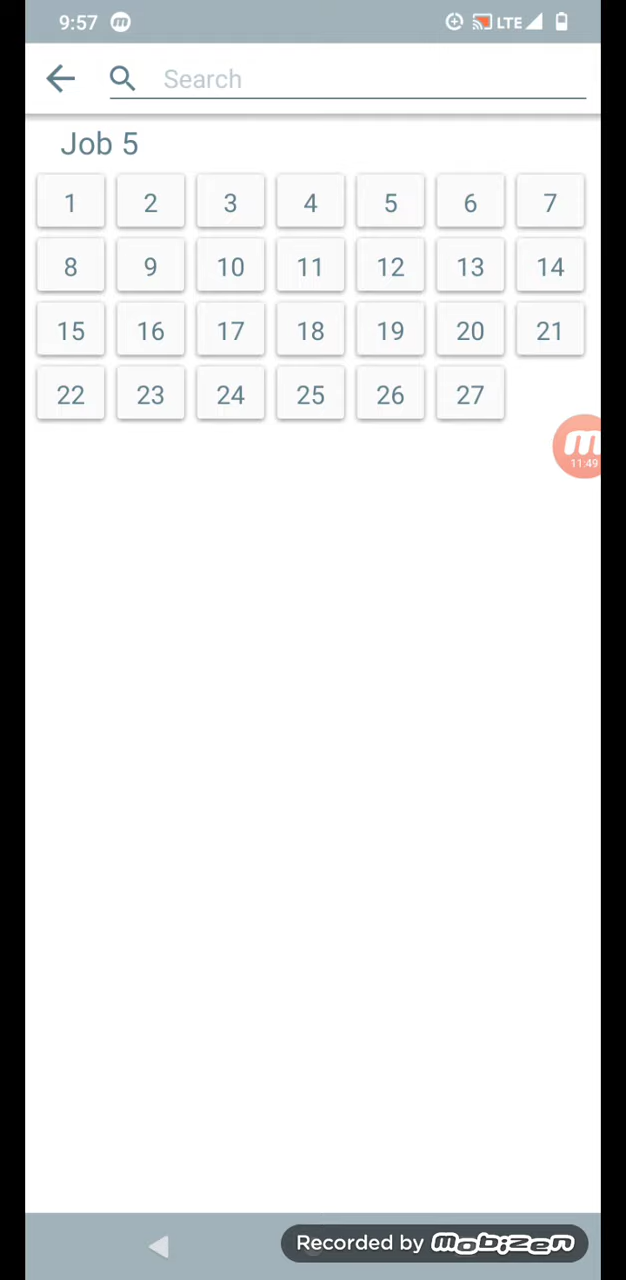 9:57 m LTE
Search
Job 5
1 2 3 4 5 6 7
8 9 10 11 12 13 14
15 16 17 18 19 20 21
22 23 24 25 26 27
m
11:49
Recorded by mobizen